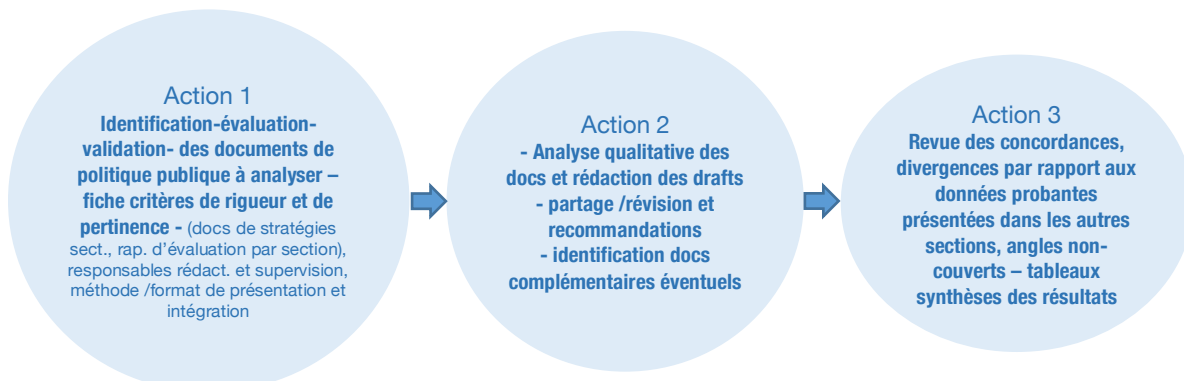 Action 1
Identification-évaluation-
validation- des documents de
politique publique à analyser –
fiche critères de rigueur et de
pertinence - (docs de stratégies
sect., rap. d'évaluation par section),
responsables rédact. et supervision,
méthode /format de présentation et
intégration
Action 2
- Analyse qualitative des
docs et rédaction des drafts
- partage /révision et
recommandations
- identification docs
complémentaires éventuels
Action 3
Revue des concordances,
divergences par rapport aux
données probantes
présentées dans les autres
sections, angles non-
couverts – tableaux
synthèses des résultats